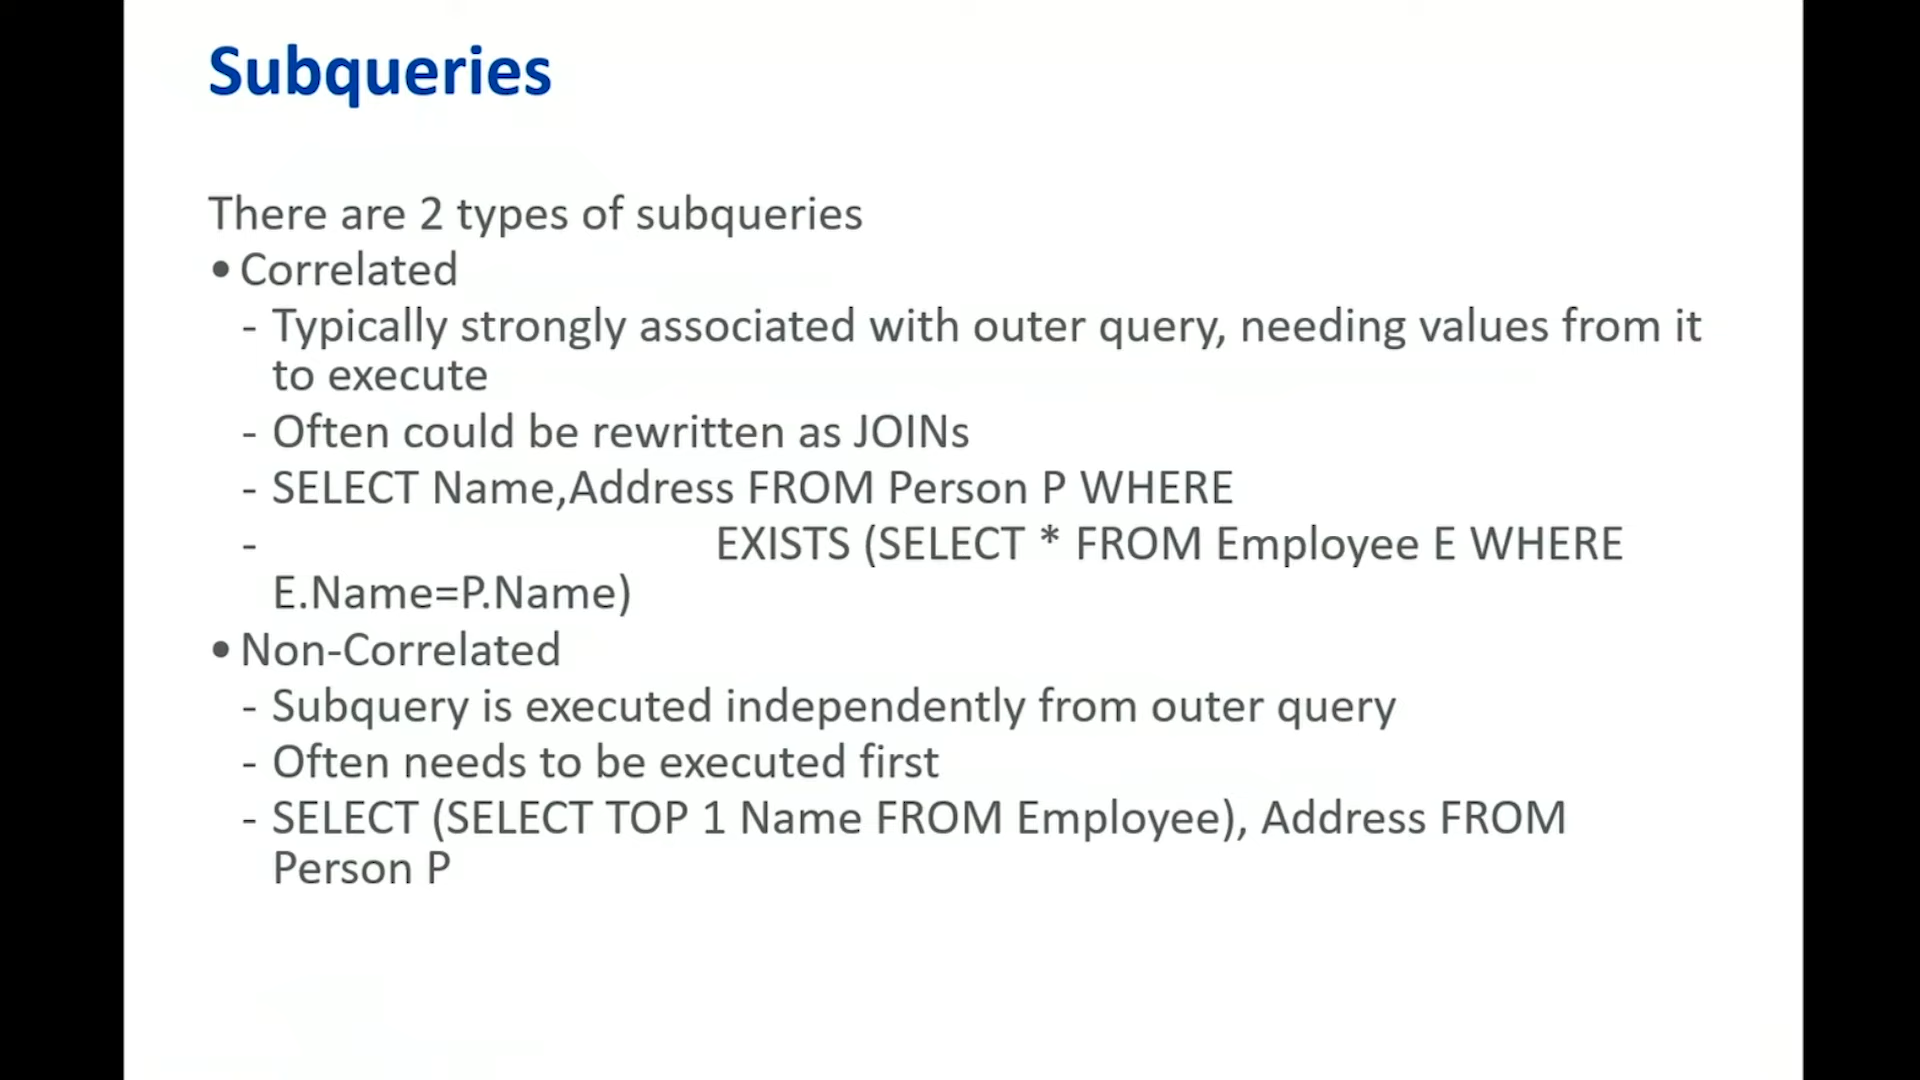 Subqueries
There are 2 types of subqueries
• Correlated
- Typically strongly associated with outer query, needing values from it
to execute
- Often could be rewritten as JOINs
- SELECT Name,Address FROM Person P WHERE
- EXISTS (SELECT * FROM Employee E WHERE
E.Name=P.Name)
• Non-Correlated
- Subquery is executed independently from outer query
- Often needs to be executed first
- SELECT (SELECT TOP 1 Name FROM Employee), Address FROM
Person P